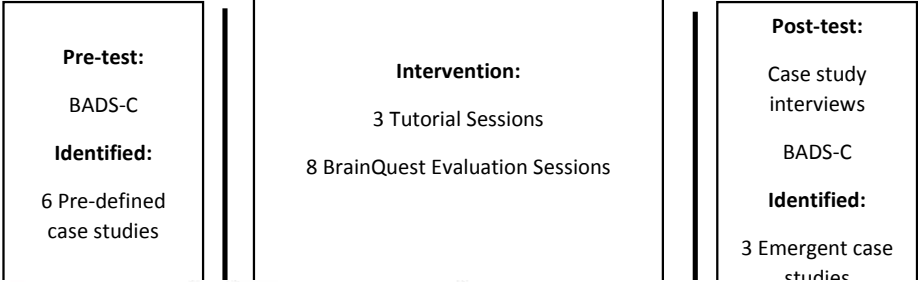 Pre-test:
BADS-C
Identified:
6 Pre-defined
case studies
Intervention:
3 Tutorial Sessions
8 BrainQuest Evaluation Sessions
Post-test:
Case study
interviews
BADS-C
Identified:
3 Emergent case
studies